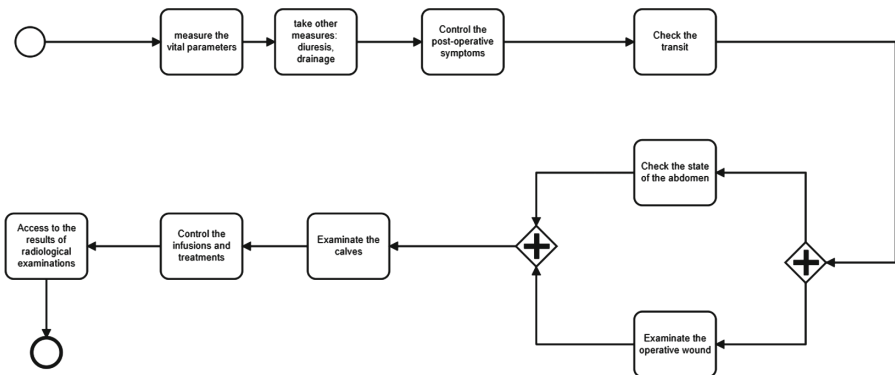 measure the
vital parameters
take other
measures:
diuresis,
drainage
Control the
post-operative
symptoms
Check the
transit
Check the state
of the abdomen
Access to the
results of
radiological
examinations
Control the
infusions and
treatments
Examinate the
calves
Examinate the
operative wound